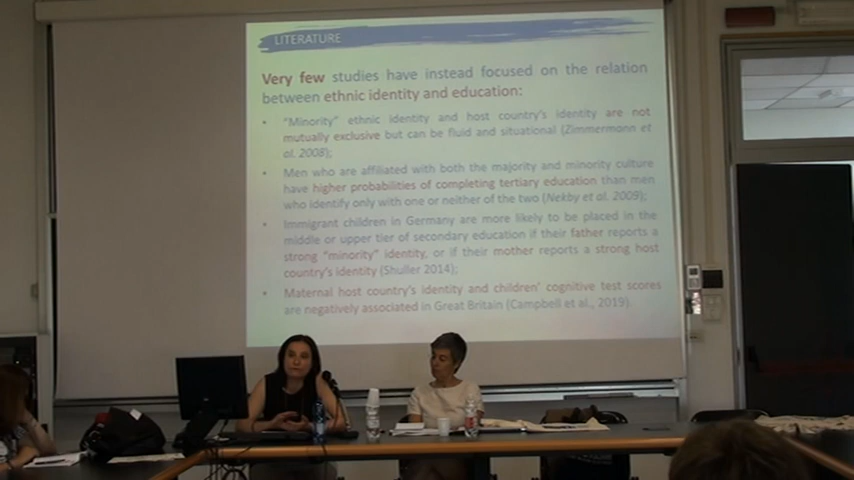 LITERATURE
Very few studies have instead focused on the relation
between ethnic identity and education:
• "Minority" ethnic identity and host country's identity are not
mutually exclusive but can be fluid and situational (Zimmermann et
al. 2008);
• Men who are affiliated with both the majority and minority culture
have higher probabilities of completing tertiary education than men
who identify only with one or neither of the two (Nekby et al. 2009);
• Immigrant children in Germany are more likely to be placed in the
middle or upper tier of secondary education if their father reports a
strong "minority" identity, or if their mother reports a strong host
country's identity (Shuller 2014);
• Maternal host country's identity and children' cognitive test scores
are negatively associated in Great Britain (Campbell et al., 2019)